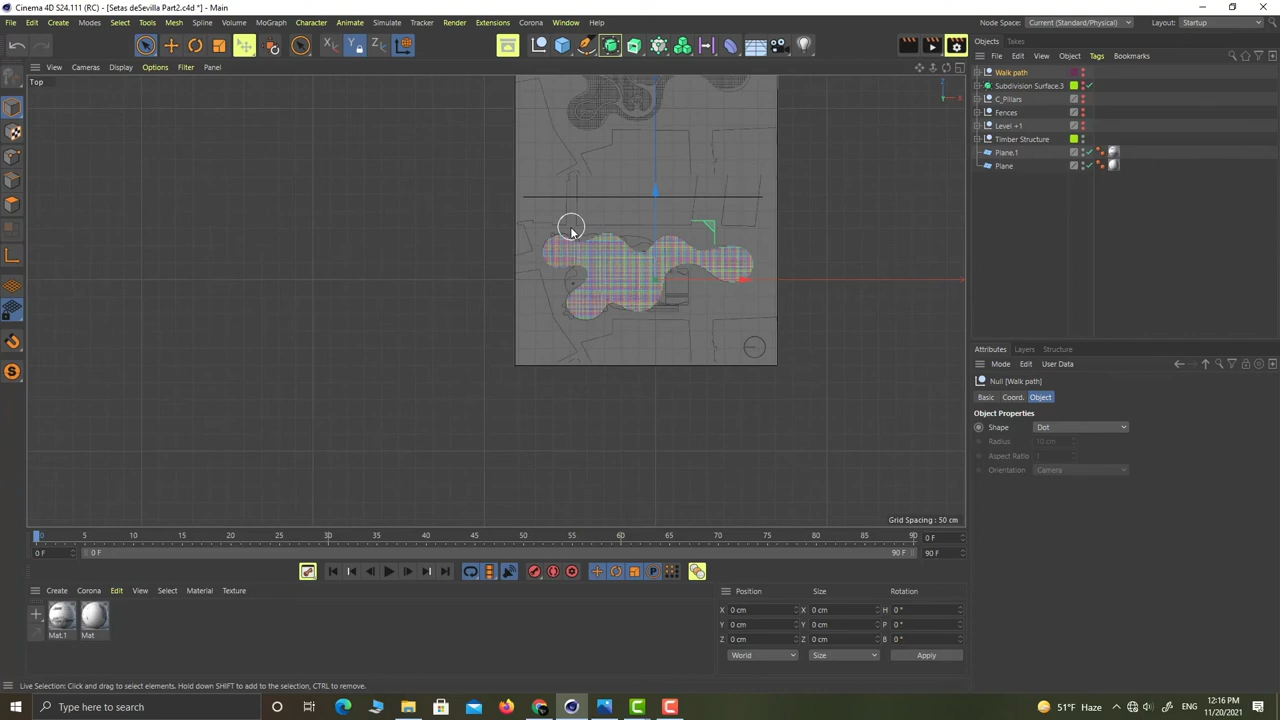 Cinema 4D S24.111 (RC) - [Setas deSevilla Part2.c4d *] - Main
File Edit Create Modes Select Tools Mesh Spline Volume MoGraph Character Animate Simulate Tracker Render Extensions Corona Window Help
Node Space: Current (Standard/Physical) Layout: Startup
Objects Takes
View Cameras Display Options Filter Panel
File Edit View Object Tags Bookmarks
Top
Walk path
Subdivision Surface.3
C_Pillars
Fences
Level +1
Timber Structure
Plane.1
Plane
Attributes Layers Structure
Mode Edit User Data
Null [Walk path]
Basic Coord. Object
Object Properties
Shape Dot
Radius 10 cm
Aspect Ratio 1
Orientation Camera
Grid Spacing : 50 cm
0 5 10 15 20 25 30 35 40 45 50 55 60 65 70 75 80 85 90 0 F
0 F 0 F 90 F 90 F
Create Corona Edit View Select Material Texture
Mat.1 Mat
Position Size Rotation
X 0 cm X 0 cm H 0 °
Y 0 cm Y 0 cm P 0 °
Z 0 cm Z 0 cm B 0 °
World Size Apply
Live Selection: Click and drag to select elements. Hold down SHIFT to add to the selection, CTRL to remove.
Type here to search
51°F Haze
12:16 PM
11/20/2021